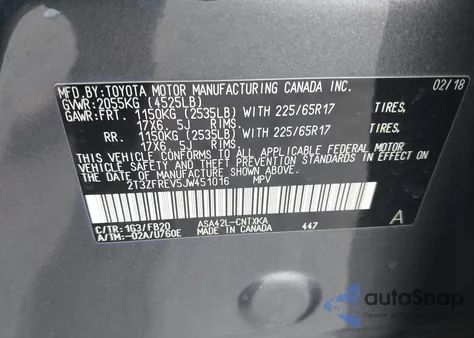 MFD.BY:TOYOTA MOTOR MANUFACTURING CANADA INC. 02/18
GVWR:2055KG (4525LB)
GAWR:FRT. 1150KG (2535LB) WITH 225/65R17 TIRES,
17X6.5J RIMS
RR. 1150KG (2535LB) WITH 225/65R17 TIRES,
17X6.5J RIMS
THIS VEHICLE CONFORMS TO ALL APPLICABLE FEDERAL MOTOR
VEHICLE SAFETY AND THEFT PREVENTION STANDARDS IN
EFFECT ON THE DATE OF MANUFACTURE SHOWN ABOVE.
2T3ZFREV5JW451016 MPV
C/TR:1G3/FB20 ASA42L-CNTXKA A
A/TM:-02A/U760E MADE IN CANADA 447
autoSnap
Powered by AutoDealersDigital